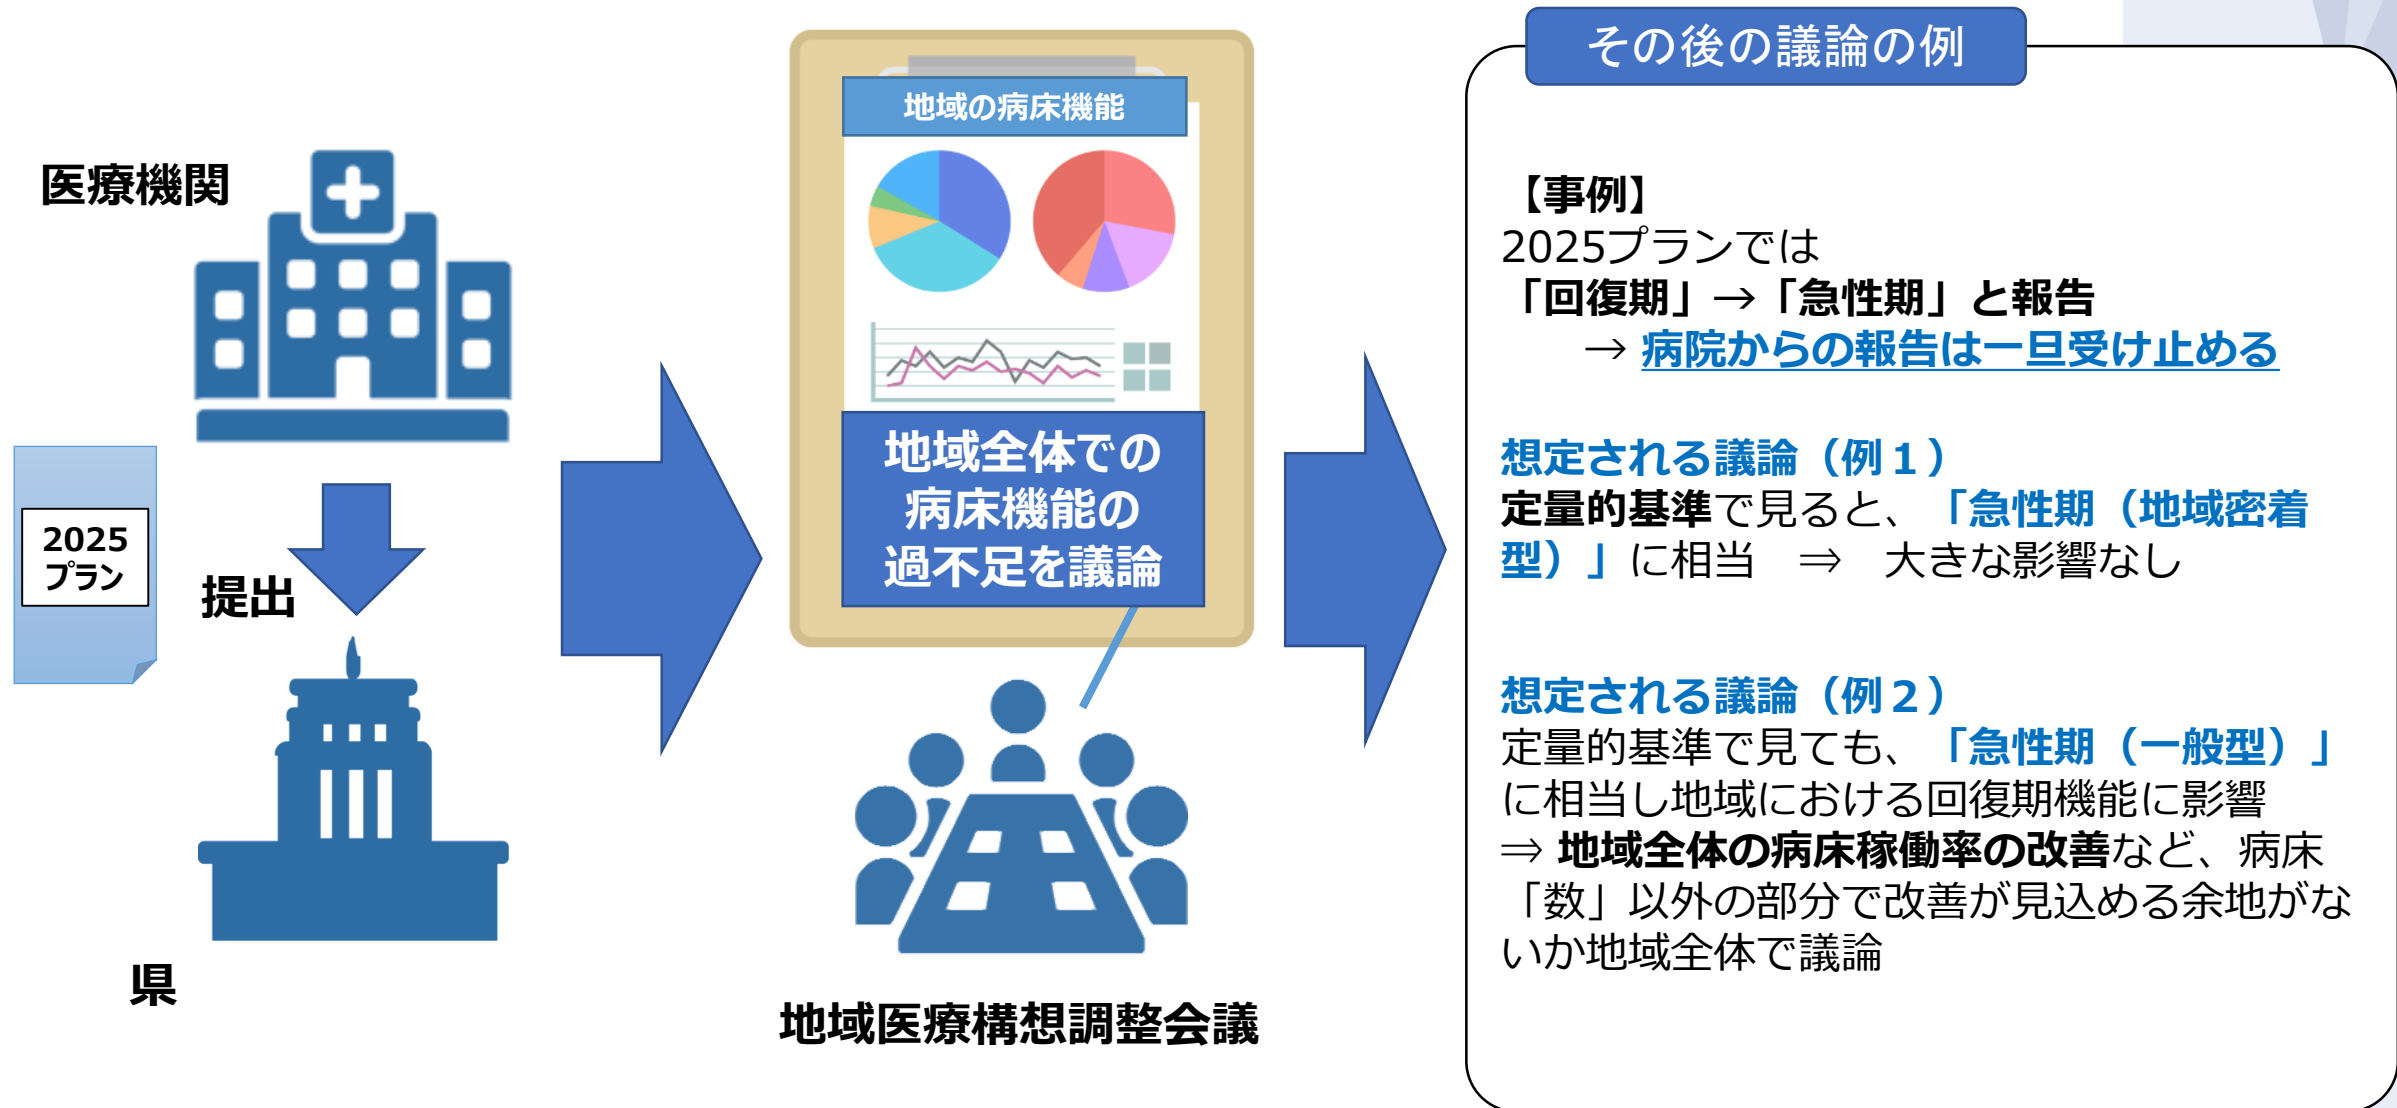 医療機関
2025
プラン
提出
県
地域の病床機能
地域全体での
病床機能の
過不足を議論
地域医療構想調整会議
その後の議論の例
【事例】
2025プランでは
「回復期」→「急性期」と報告
→ 病院からの報告は一旦受け止める
想定される議論（例１）
定量的基準で見ると、「急性期（地域密着
型）」に相当　⇒　大きな影響なし
想定される議論（例２）
定量的基準で見ても、「急性期（一般型）」
に相当し地域における回復期機能に影響
⇒ 地域全体の病床稼働率の改善など、病床
「数」以外の部分で改善が見込める余地がな
いか地域全体で議論